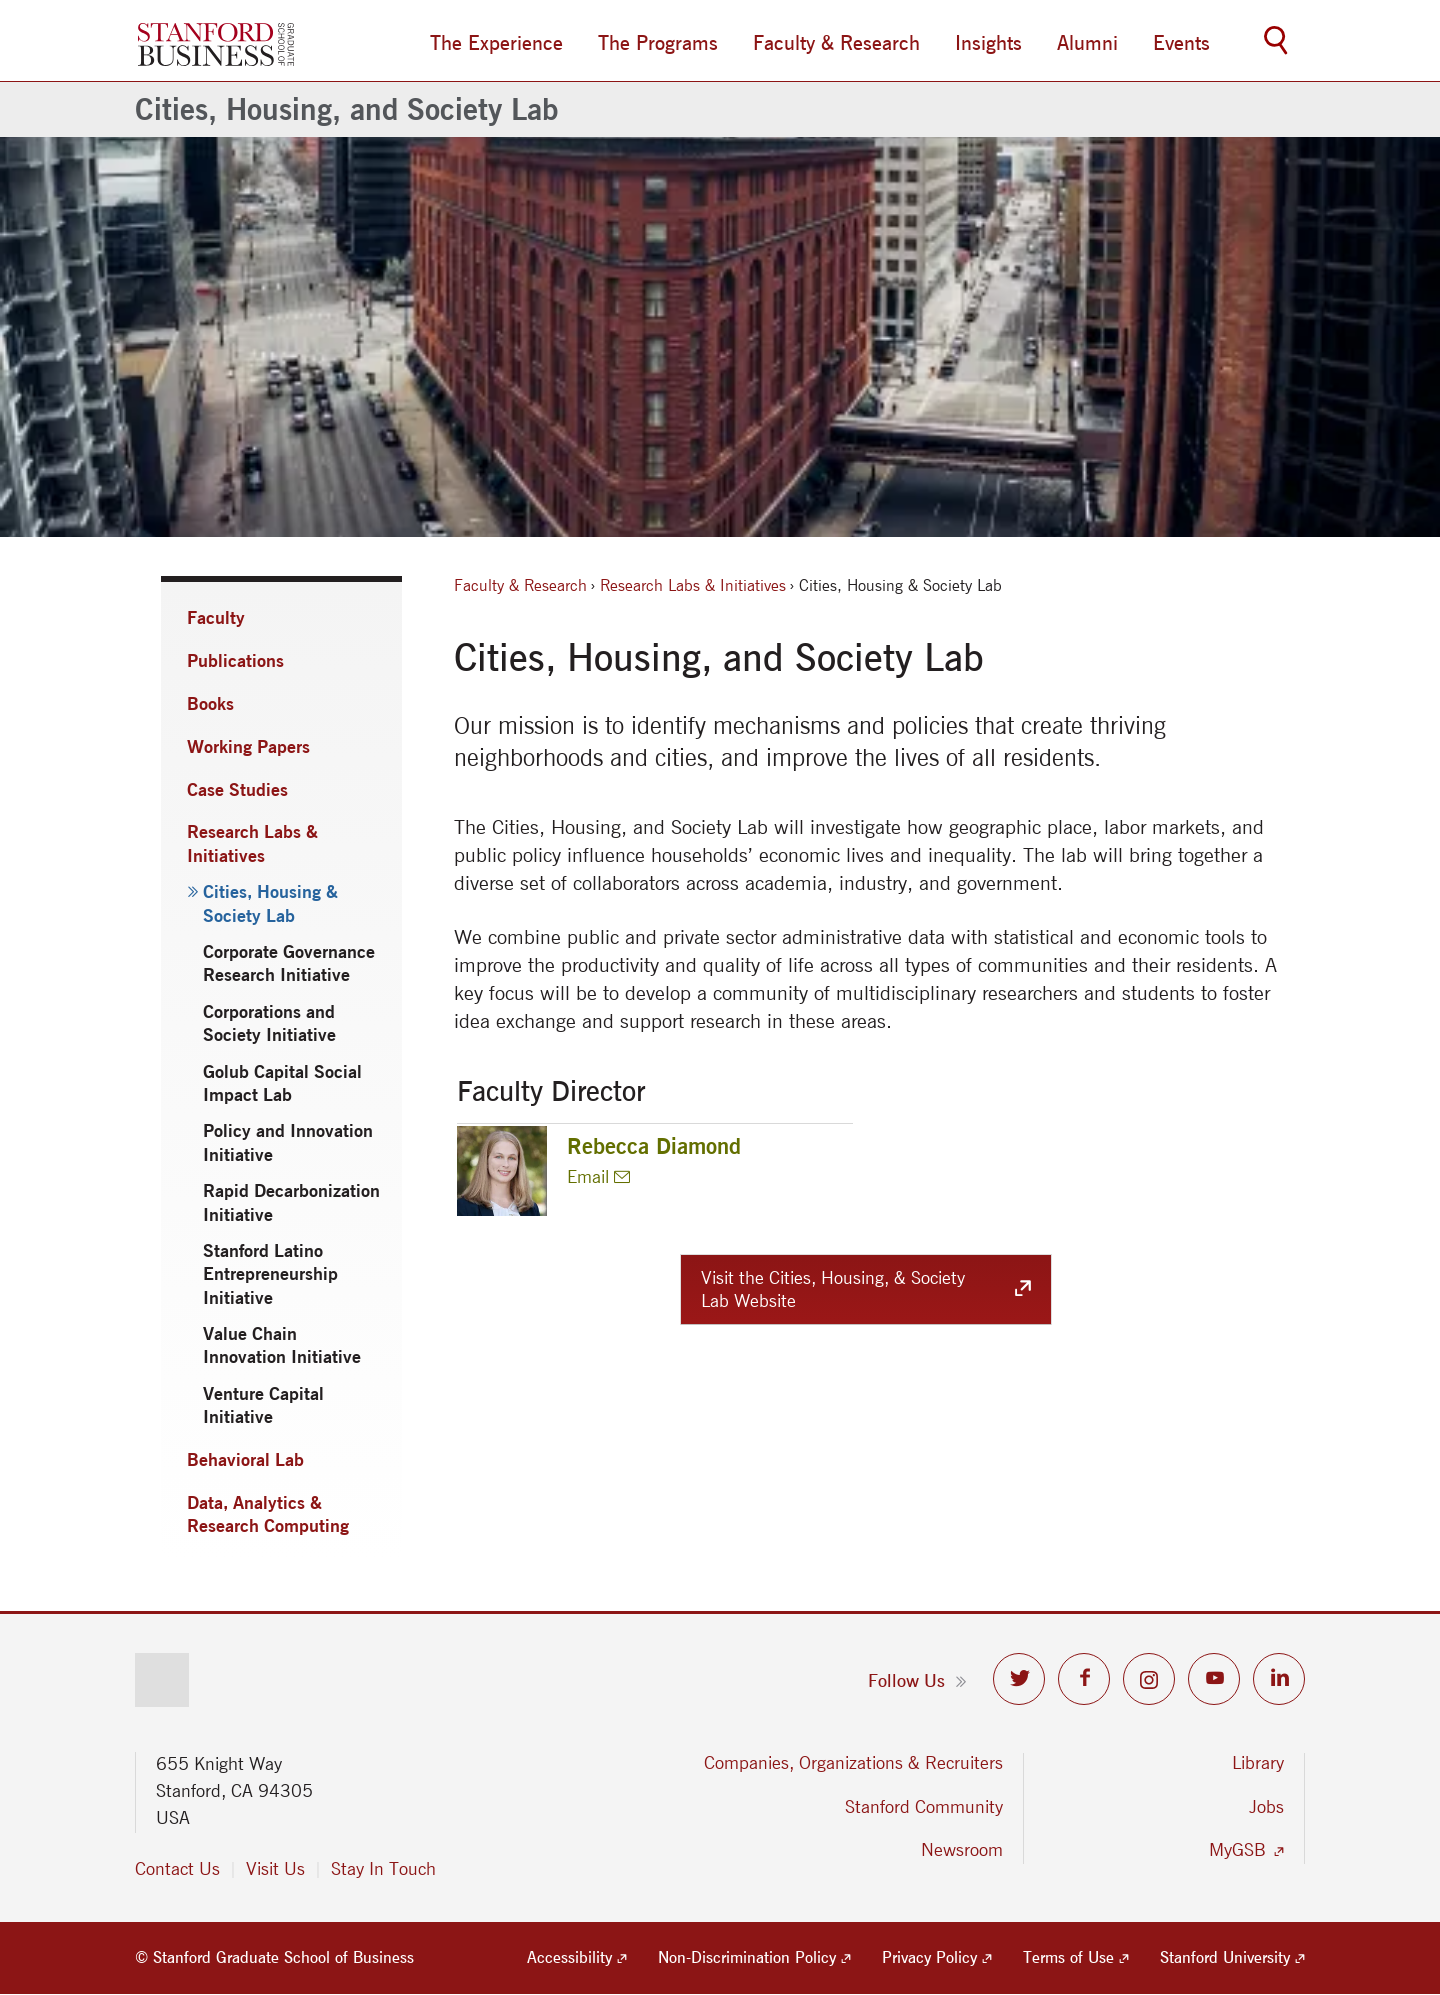 STANFORD
BUSINESS
GRADUATE
SCHOOL OF
The Experience
The Programs
Faculty & Research
Insights
Alumni
Events
Cities, Housing, and Society Lab
Faculty
Publications
Books
Working Papers
Case Studies
Research Labs &
Initiatives
Cities, Housing &
Society Lab
Corporate Governance
Research Initiative
Corporations and
Society Initiative
Golub Capital Social
Impact Lab
Policy and Innovation
Initiative
Rapid Decarbonization
Initiative
Stanford Latino
Entrepreneurship
Initiative
Value Chain
Innovation Initiative
Venture Capital
Initiative
Behavioral Lab
Data, Analytics &
Research Computing
Faculty & Research › Research Labs & Initiatives › Cities, Housing & Society Lab
Cities, Housing, and Society Lab
Our mission is to identify mechanisms and policies that create thriving
neighborhoods and cities, and improve the lives of all residents.
The Cities, Housing, and Society Lab will investigate how geographic place, labor markets, and
public policy influence households’ economic lives and inequality. The lab will bring together a
diverse set of collaborators across academia, industry, and government.
We combine public and private sector administrative data with statistical and economic tools to
improve the productivity and quality of life across all types of communities and their residents. A
key focus will be to develop a community of multidisciplinary researchers and students to foster
idea exchange and support research in these areas.
Faculty Director
Rebecca Diamond
Email
Visit the Cities, Housing, & Society
Lab Website
Follow Us
655 Knight Way
Stanford, CA 94305
USA
Contact Us
Visit Us
Stay In Touch
Companies, Organizations & Recruiters
Stanford Community
Newsroom
Library
Jobs
MyGSB
© Stanford Graduate School of Business
Accessibility
Non-Discrimination Policy
Privacy Policy
Terms of Use
Stanford University